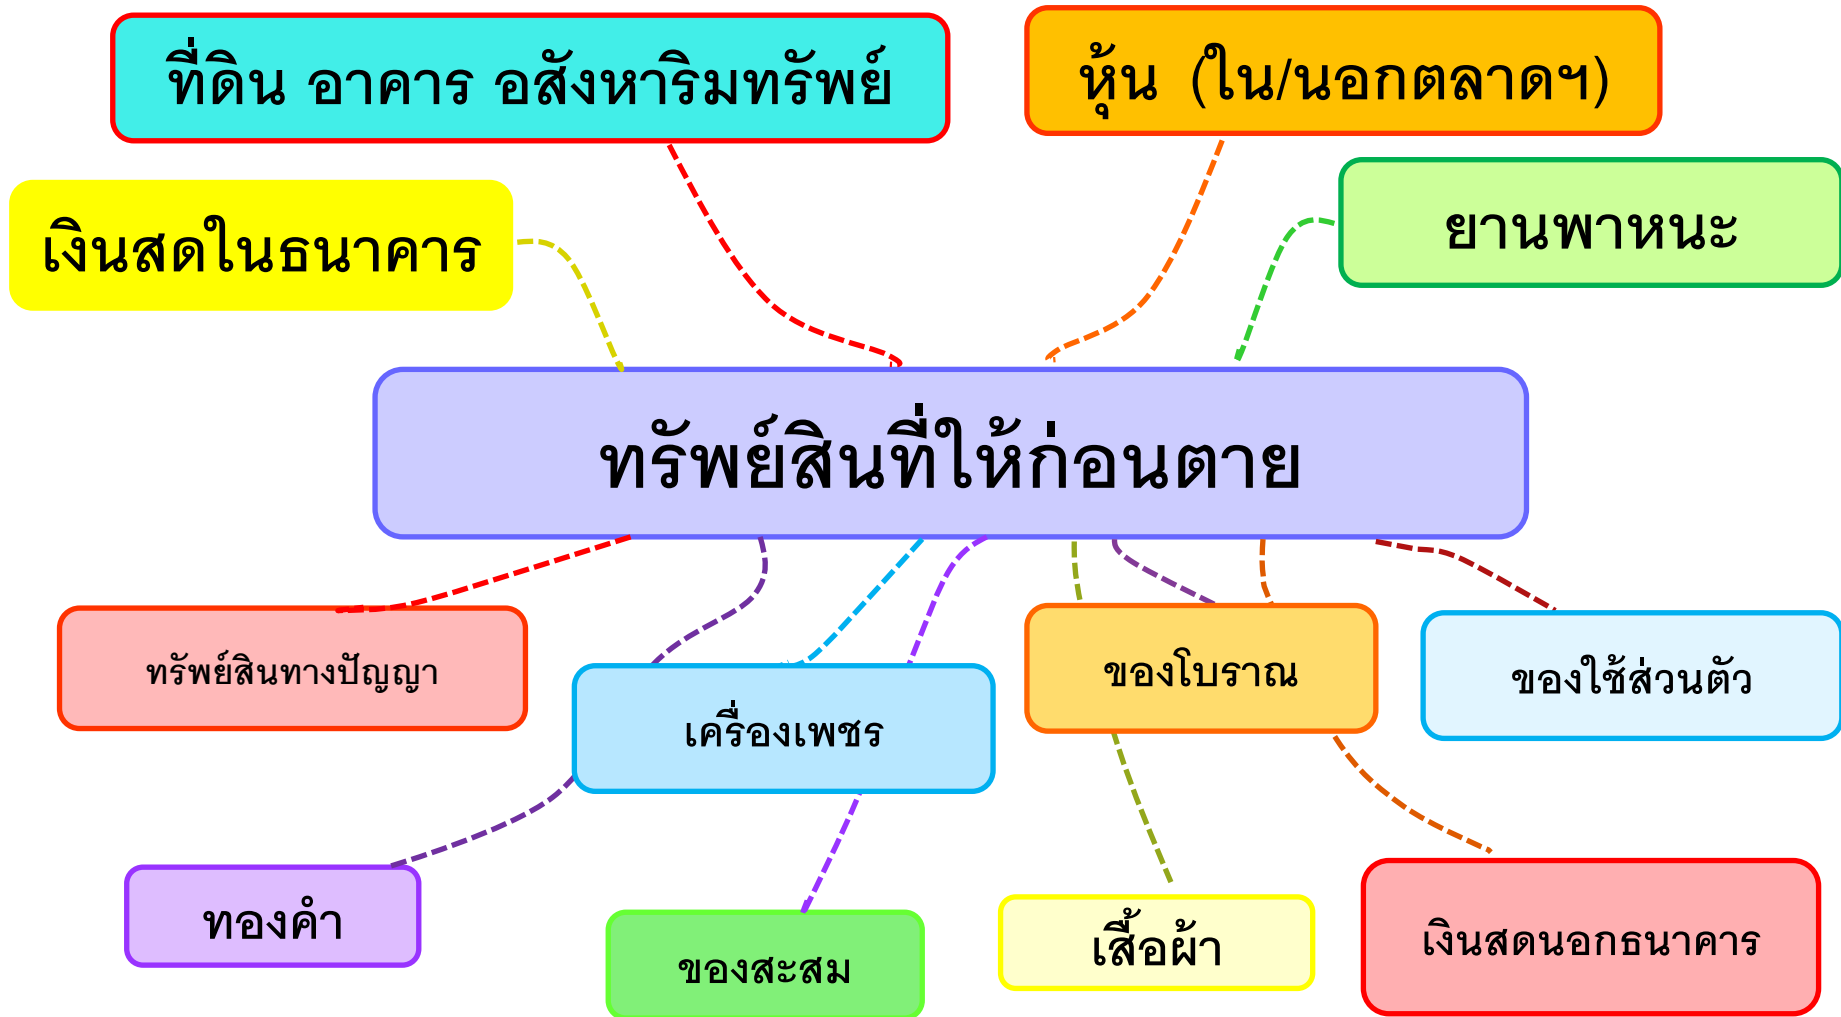 ที่ดิน อาคาร อสังหาริมทรัพย์
หุ้น (ใน/นอกตลาดฯ)
เงินสดในธนาคาร
ยานพาหนะ
ทรัพย์สินที่ให้ก่อนตาย
ทรัพย์สินทางปัญญา
เครื่องเพชร
ของโบราณ
ของใช้ส่วนตัว
ทองคำ
ของสะสม
เสื้อผ้า
เงินสดนอกธนาคาร